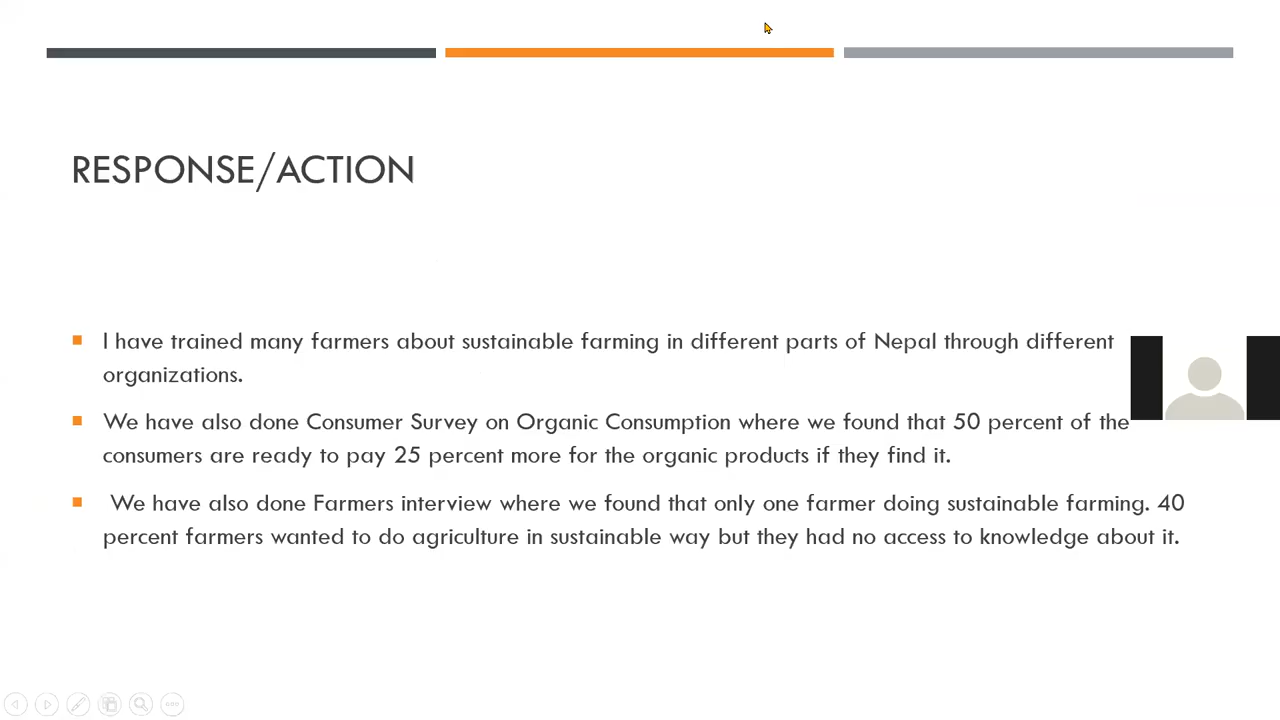 RESPONSE/ACTION
I have trained many farmers about sustainable farming in different parts of Nepal through different
organizations.
We have also done Consumer Survey on Organic Consumption where we found that 50 percent of the
consumers are ready to pay 25 percent more for the organic products if they find it.
We have also done Farmers interview where we found that only one farmer doing sustainable farming. 40
percent farmers wanted to do agriculture in sustainable way but they had no access to knowledge about it.